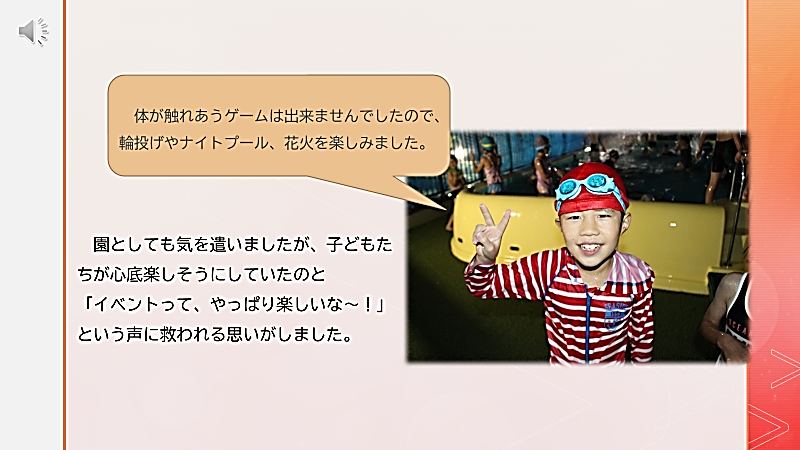 体が触れあうゲームは出来ませんでしたので、
輪投げやナイトプール、花火を楽しみました。
園としても気を遣いましたが、子どもた
ちが心底楽しそうにしていたのと
「イベントって、やっぱり楽しいな～！」
という声に救われる思いがしました。